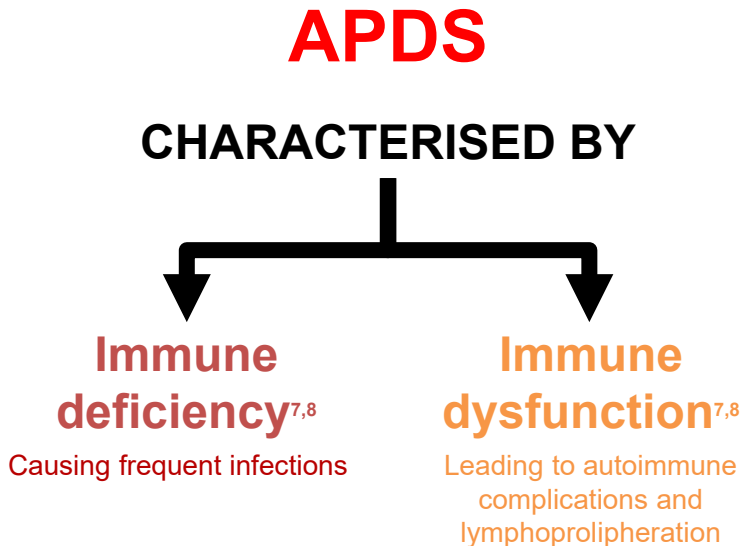 APDS
CHARACTERISED BY
Immune
deficiency7,8
Causing frequent infections
Immune
dysfunction7,8
Leading to autoimmune
complications and
lymphoprolipheration